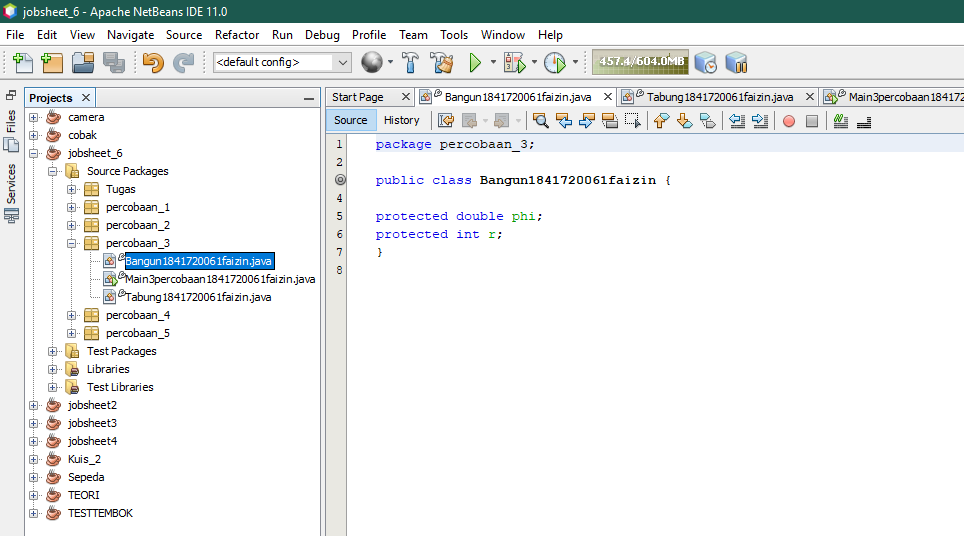 jobsheet_6 - Apache NetBeans IDE 11.0
File Edit View Navigate Source Refactor Run Debug Profile Team Tools Window Help
<default config> 457.4/604.0MB
Files
Services
Projects
camera
cobak
jobsheet_6
Source Packages
Tugas
percobaan_1
percobaan_2
percobaan_3
Bangun1841720061faizin.java
Main3percobaan1841720061faizin.java
Tabung1841720061faizin.java
percobaan_4
percobaan_5
Test Packages
Libraries
Test Libraries
jobsheet2
jobsheet3
jobsheet4
Kuis_2
Sepeda
TEORI
TESTTEMBOK
Start Page Bangun1841720061faizin.java Tabung1841720061faizin.java Main3percobaan184172
Source History
1 package percobaan_3;
2
public class Bangun1841720061faizin {
4
5 protected double phi;
6 protected int r;
7 }
8